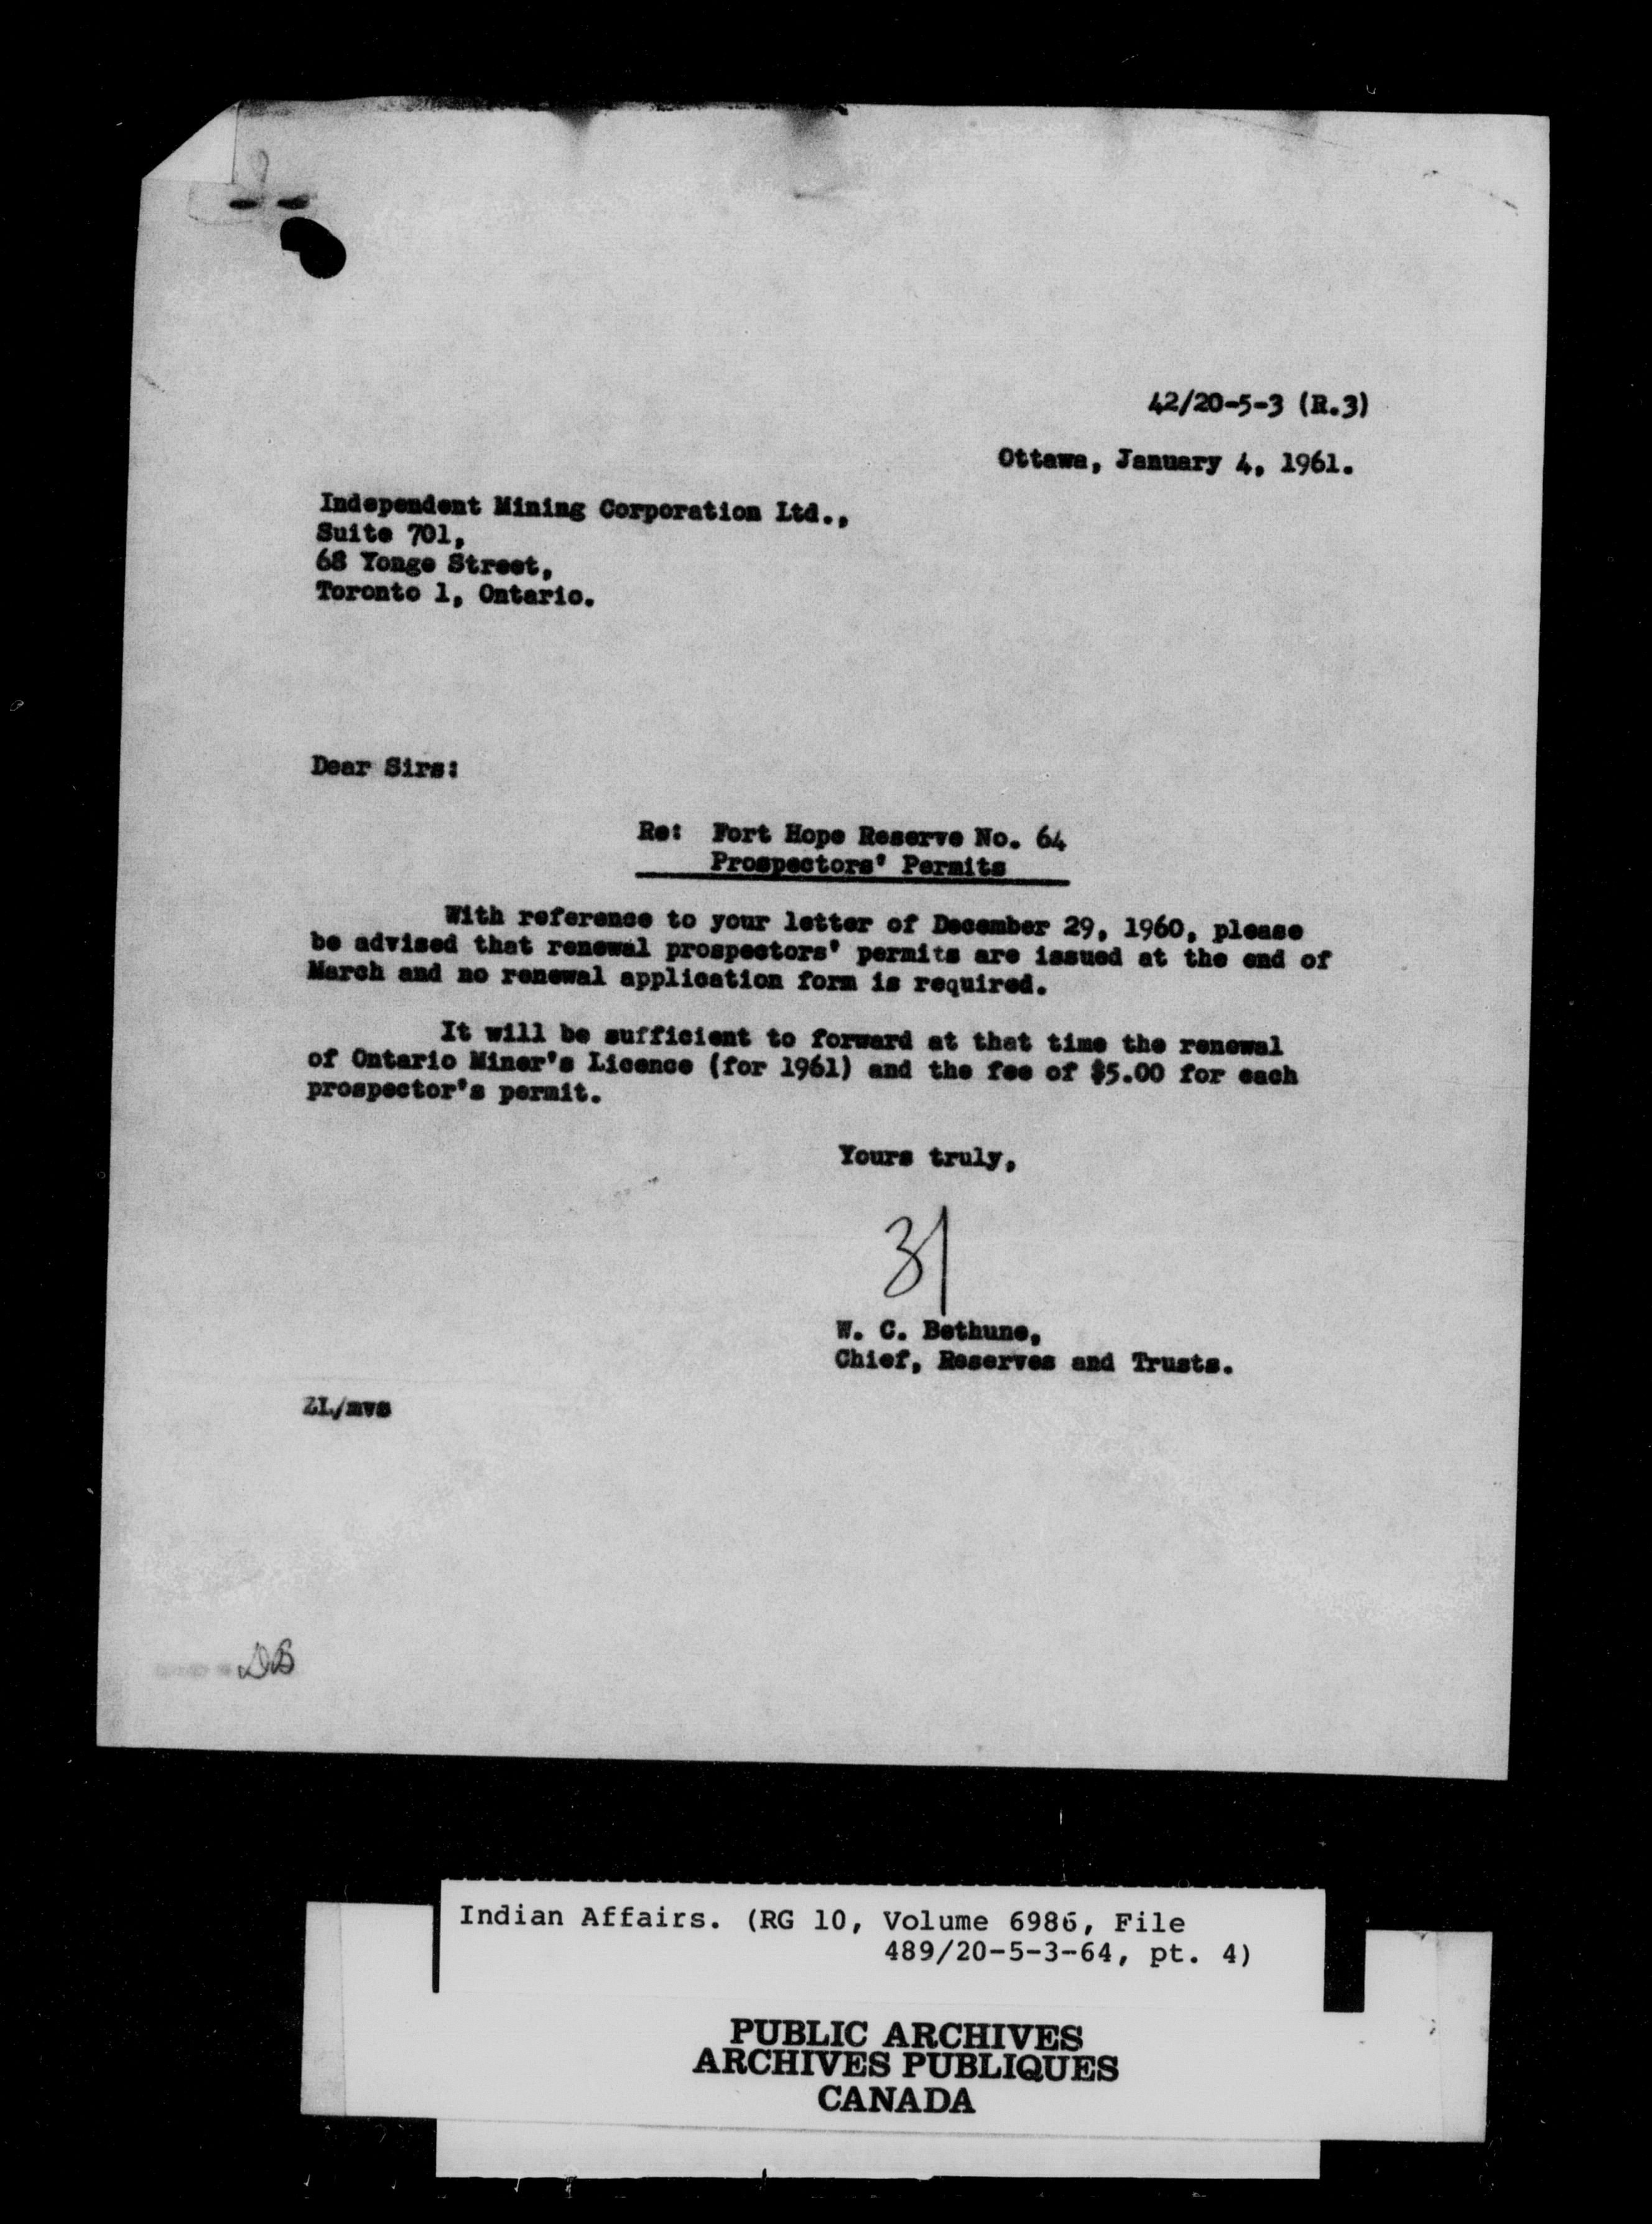 42/20-5-3 (R.3)
Ottawa, January 4, 1961.
Independent Mining Corporation Ltd.,
Suite 701,
68 Yonge Street,
Toronto 1, Ontario.
Dear Sirs:
Re: Fort Hope Reserve No. 64
Prospectors' Permits
With reference to your letter of December 29, 1960, please
be advised that renewal prospectors' permits are issued at the end of
March and no renewal application form is required.
It will be sufficient to forward at that time the renewal
of Ontario Miner's Licence (for 1961) and the fee of $5.00 for each
prospector's permit.
Yours truly,
31
W. C. Bethune,
Chief, Reserves and Trusts.
ZL/mvs
DB
Indian Affairs. (RG 10, Volume 6986, File
489/20-5-3-64, pt. 4)
PUBLIC ARCHIVES
ARCHIVES PUBLIQUES
CANADA